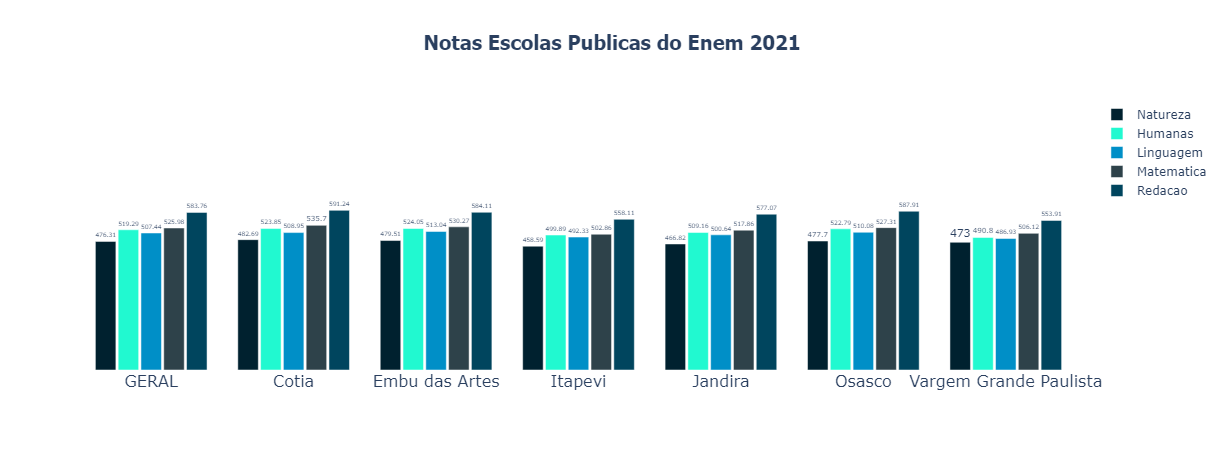 Notas Escolas Publicas do Enem 2021
Natureza
Humanas
Linguagem
Matematica
Redacao
476.31 519.29 507.44 525.98 583.76
482.69 523.85 508.95 535.7 591.24
479.51 524.05 513.04 530.27 584.11
458.59 499.89 492.33 502.86 558.11
466.82 509.16 500.64 517.86 577.07
477.7 522.79 510.08 527.31 587.91
473 490.8 486.93 506.12 553.91
GERAL Cotia Embu das Artes Itapevi Jandira Osasco Vargem Grande Paulista